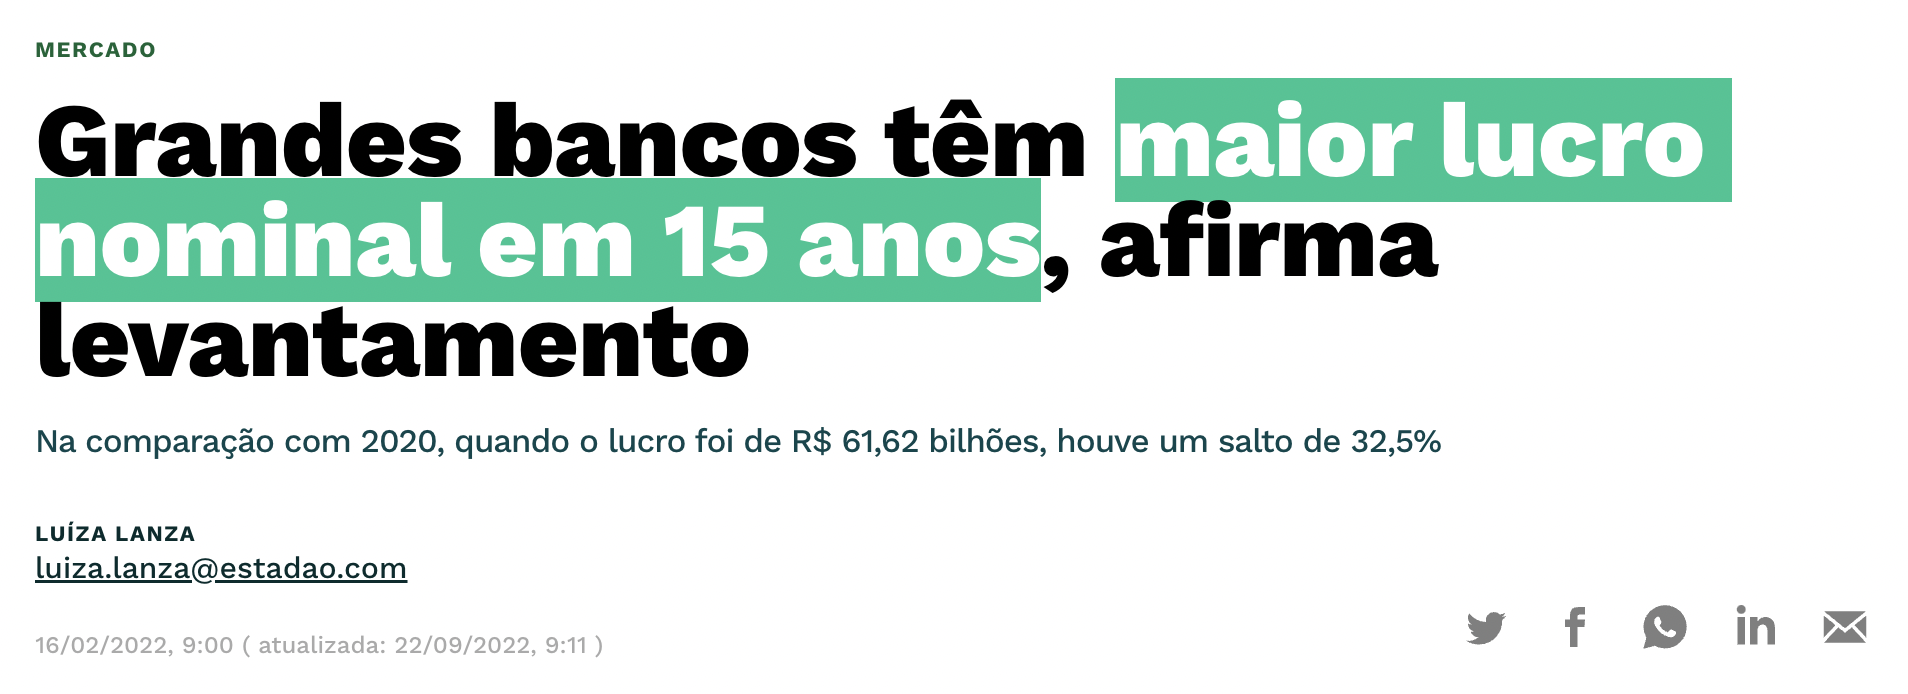 MERCADO
Grandes bancos têm maior lucro
nominal em 15 anos, afirma
levantamento
Na comparação com 2020, quando o lucro foi de R$ 61,62 bilhões, houve um salto de 32,5%
LUÍZA LANZA
luiza.lanza@estadao.com
16/02/2022, 9:00 ( atualizada: 22/09/2022, 9:11 )